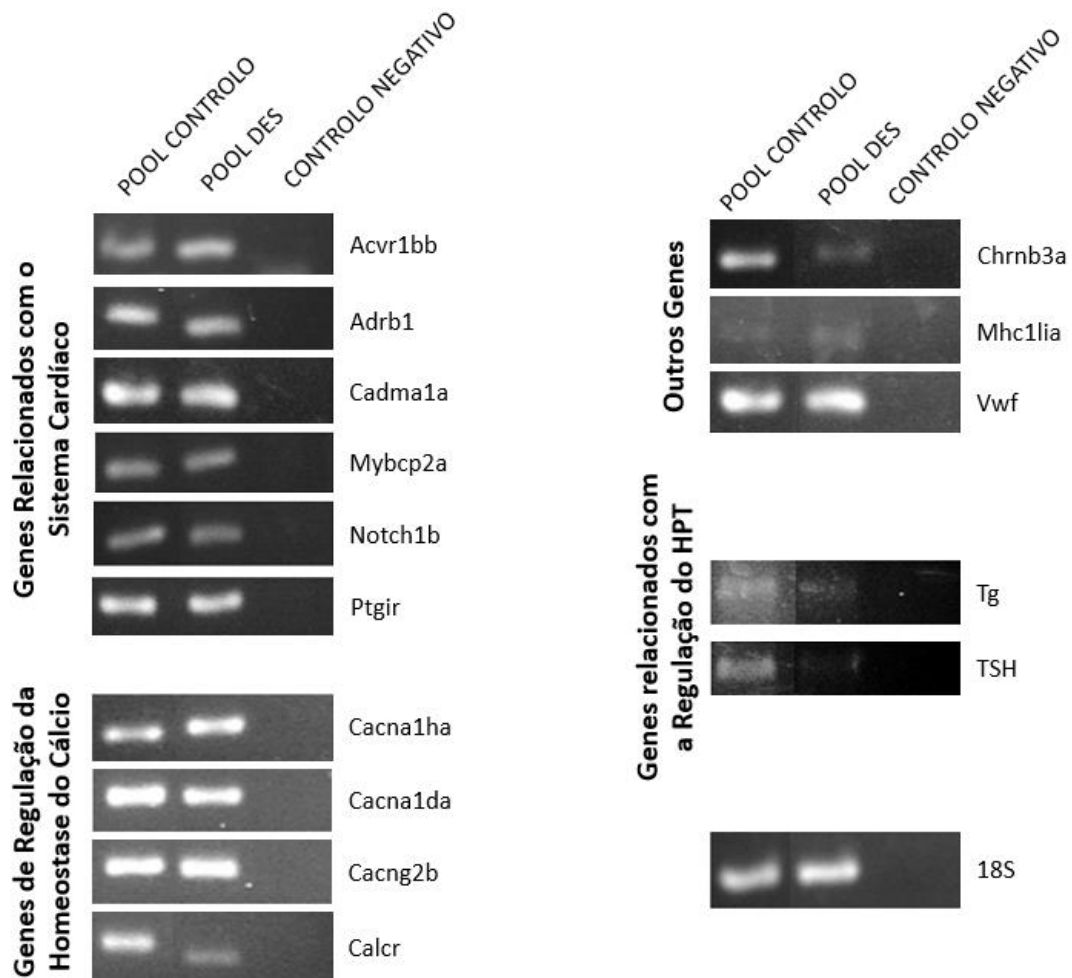 POOL CONTROLO
POOL DES
CONTROLO NEGATIVO
Genes Relacionados com o
Sistema Cardíaco
Acvr1bb
Adrb1
Cadma1a
Mybcp2a
Notch1b
Ptgir
Genes de Regulação da
Homeostase do Cálcio
Cacna1ha
Cacna1da
Cacng2b
Calcr
POOL CONTROLO
POOL DES
CONTROLO NEGATIVO
Outros Genes
Chrnb3a
Mhc1lia
Vwf
Genes relacionados com
a Regulação do HPT
Tg
TSH
18S